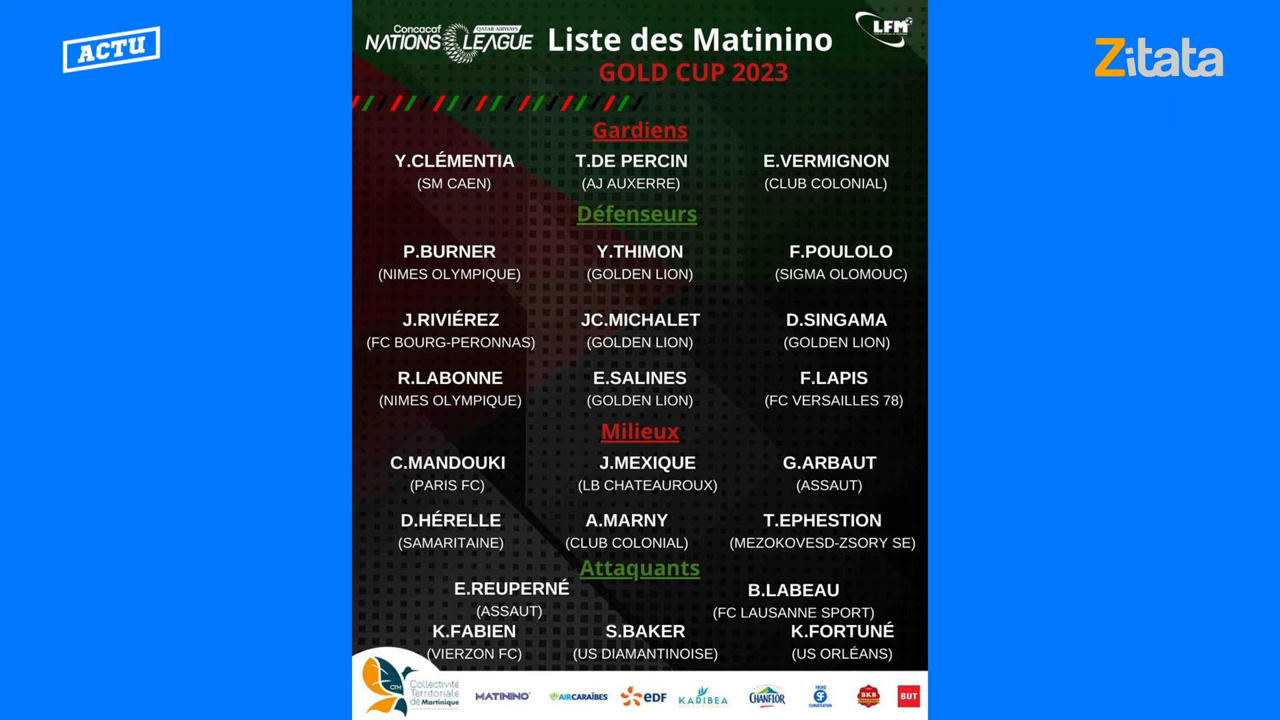 ACTU
Concacaf
QATAR AIRWAYS
NATIONS LEAGUE
Liste des Matinino
LFM
Zitata
GOLD CUP 2023
Gardiens
Y.CLÉMENTIA T.DE PERCIN E.VERMIGNON
(SM CAEN) (AJ AUXERRE) (CLUB COLONIAL)
Défenseurs
P.BURNER Y.THIMON F.POULOLO
(NIMES OLYMPIQUE) (GOLDEN LION) (SIGMA OLOMOUC)
J.RIVIÉREZ JC.MICHALET D.SINGAMA
(FC BOURG-PERONNAS) (GOLDEN LION) (GOLDEN LION)
R.LABONNE E.SALINES F.LAPIS
(NIMES OLYMPIQUE) (GOLDEN LION) (FC VERSAILLES 78)
Milieux
C.MANDOUKI J.MEXIQUE G.ARBAUT
(PARIS FC) (LB CHATEAUROUX) (ASSAUT)
D.HÉRELLE A.MARNY T.EPHESTION
(SAMARITAINE) (CLUB COLONIAL) (MEZOKOVESD-ZSORY SE)
Attaquants
E.REUPERNÉ B.LABEAU
(ASSAUT) (FC LAUSANNE SPORT)
K.FABIEN S.BAKER K.FORTUNÉ
(VIERZON FC) (US DIAMANTINOISE) (US ORLÉANS)
CTM
Collectivité
Territoriale
de Martinique
MATININO
AIRCARAÏBES
eDF
KARIBEA
CHANFLOR
BKB
BUT